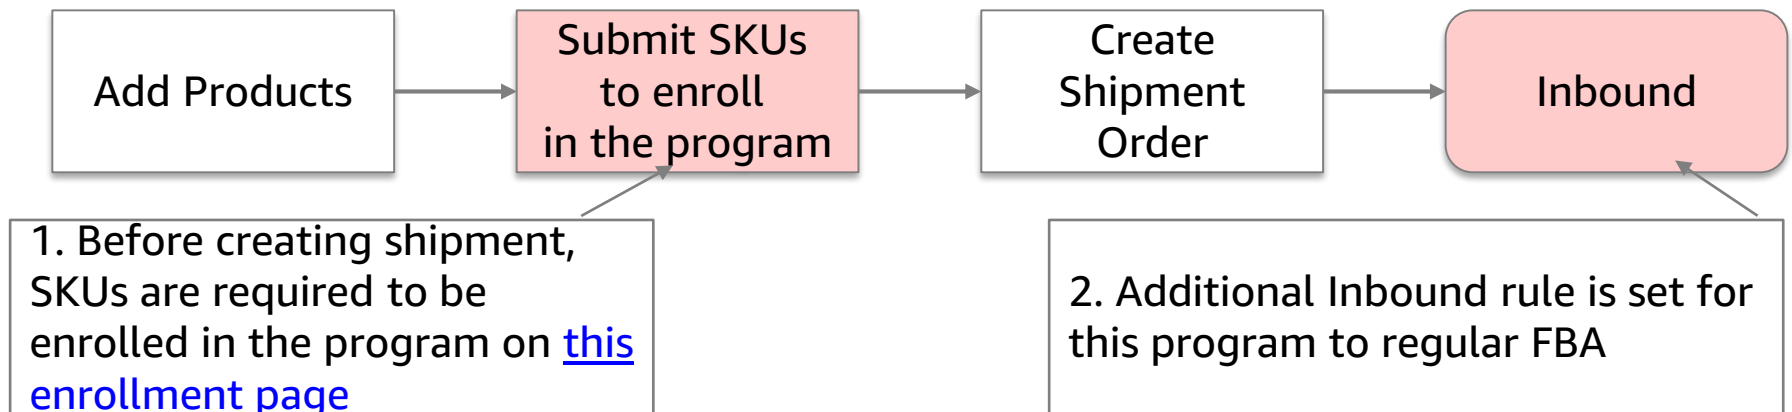 Add Products
Submit SKUs
to enroll
in the program
Create
Shipment
Order
Inbound
1. Before creating shipment,
SKUs are required to be
enrolled in the program on this
enrollment page
2. Additional Inbound rule is set for
this program to regular FBA